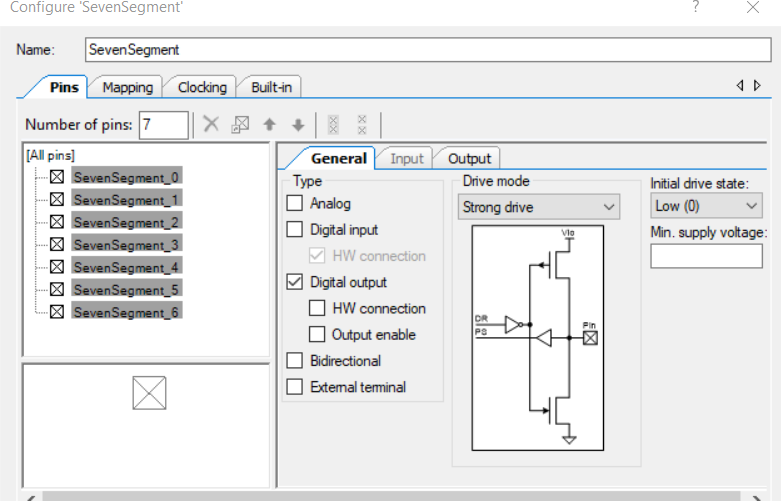 Configure 'SevenSegment'
?
Name: SevenSegment
Pins Mapping Clocking Built-in
Number of pins: 7
[All pins]
SevenSegment_0
SevenSegment_1
SevenSegment_2
SevenSegment_3
SevenSegment_4
SevenSegment_5
SevenSegment_6
General Input Output
Type
Analog
Digital input
HW connection
Digital output
HW connection
Output enable
Bidirectional
External terminal
Drive mode
Strong drive
Vio
DR
PS
Pin
Initial drive state:
Low (0)
Min. supply voltage: